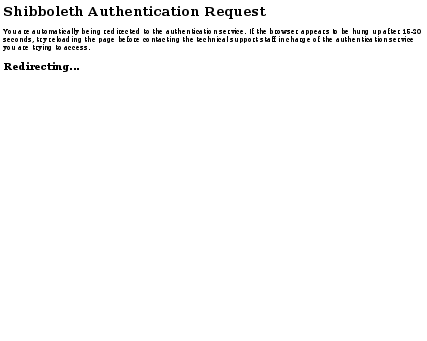 Shibboleth Authentication Request
You are automatically being redirected to the authentication service. If the browser appears to be hung up after 15-20
seconds, try reloading the page before contacting the technical support staff in charge of the authentication service
you are trying to access.
Redirecting...